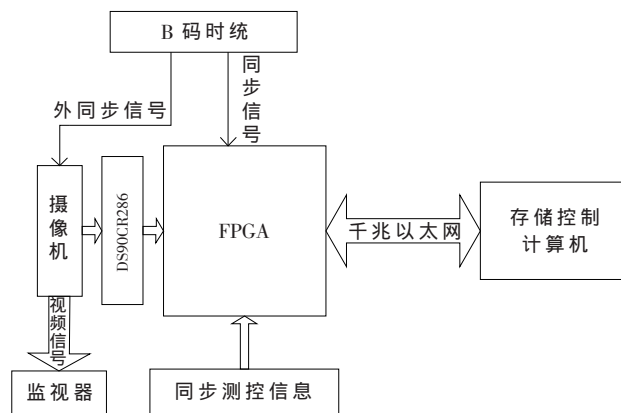 B 码时统
外同步信号
同步信号
摄像机
DS90CR286
FPGA
千兆以太网
存储控制
计算机
视频信号
监视器
同步测控信息